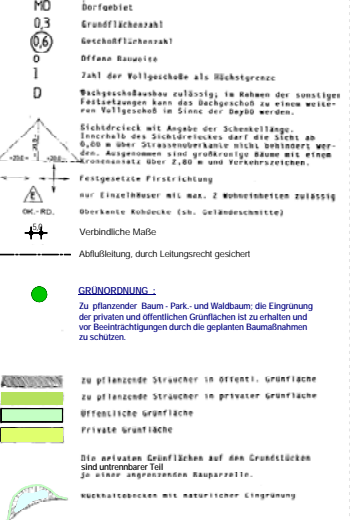 MD Dorfgebiet
0,3 Grundflächenzahl
0,6 Geschoßflächenzahl
o Offene Bauweise
I Zahl der Vollgeschoße als Höchstgrenze
D Dachgeschoßausbau zulässig; im Rahmen der sonstigen
Festsetzungen kann das Dachgeschoß zu einem weite-
ren Vollgeschoß im Sinne der BayBO werden.
Sichtdreieck mit Angabe der Schenkellänge.
Innerhalb des Sichtdreieckes darf die Sicht ab
0,80 m über Strassenoberkante nicht behindert wer-
den. Ausgenommen sind großkronige Bäume mit einem
Kronenansatz über 2,80 m und Verkehrszeichen.
Festgesetzte Firstrichtung
E nur Einzelhäuser mit max. 2 Wohneinheiten zulässig
OK.-RD. Oberkante Rohdecke (sh. Geländeschnitte)
5,0 Verbindliche Maße
Abflußleitung, durch Leitungsrecht gesichert
GRÜNORDNUNG :
Zu pflanzender Baum - Park.- und Waldbaum; die Eingrünung
der privaten und öffentlichen Grünflächen ist zu erhalten und
vor Beeinträchtigungen durch die geplanten Baumaßnahmen
zu schützen.
zu pflanzende Sträucher in öffentl. Grünfläche
zu pflanzende Sträucher in privater Grünfläche
Öffentliche Grünfläche
Private Grünfläche
Die privaten Grünflächen auf den Grundstücken
sind untrennbarer Teil
je einer angrenzenden Bauparzelle.
Rückhaltebecken mit natürlicher Eingrünung